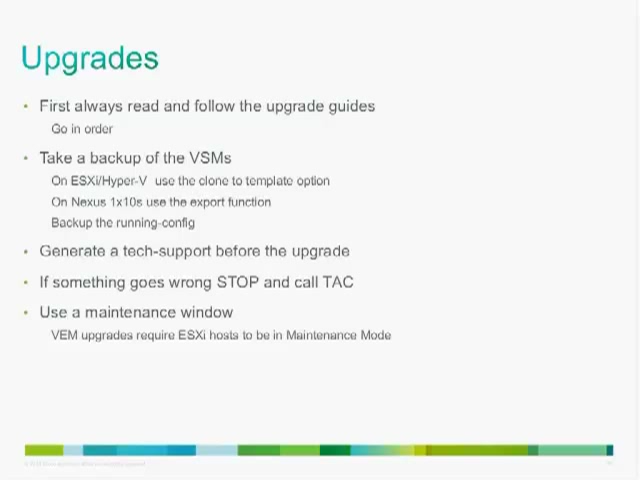 Upgrades
• First always read and follow the upgrade guides
Go in order
• Take a backup of the VSMs
On ESXi/Hyper-V use the clone to template option
On Nexus 1x10s use the export function
Backup the running-config
• Generate a tech-support before the upgrade
• If something goes wrong STOP and call TAC
• Use a maintenance window
VEM upgrades require ESXi hosts to be in Maintenance Mode